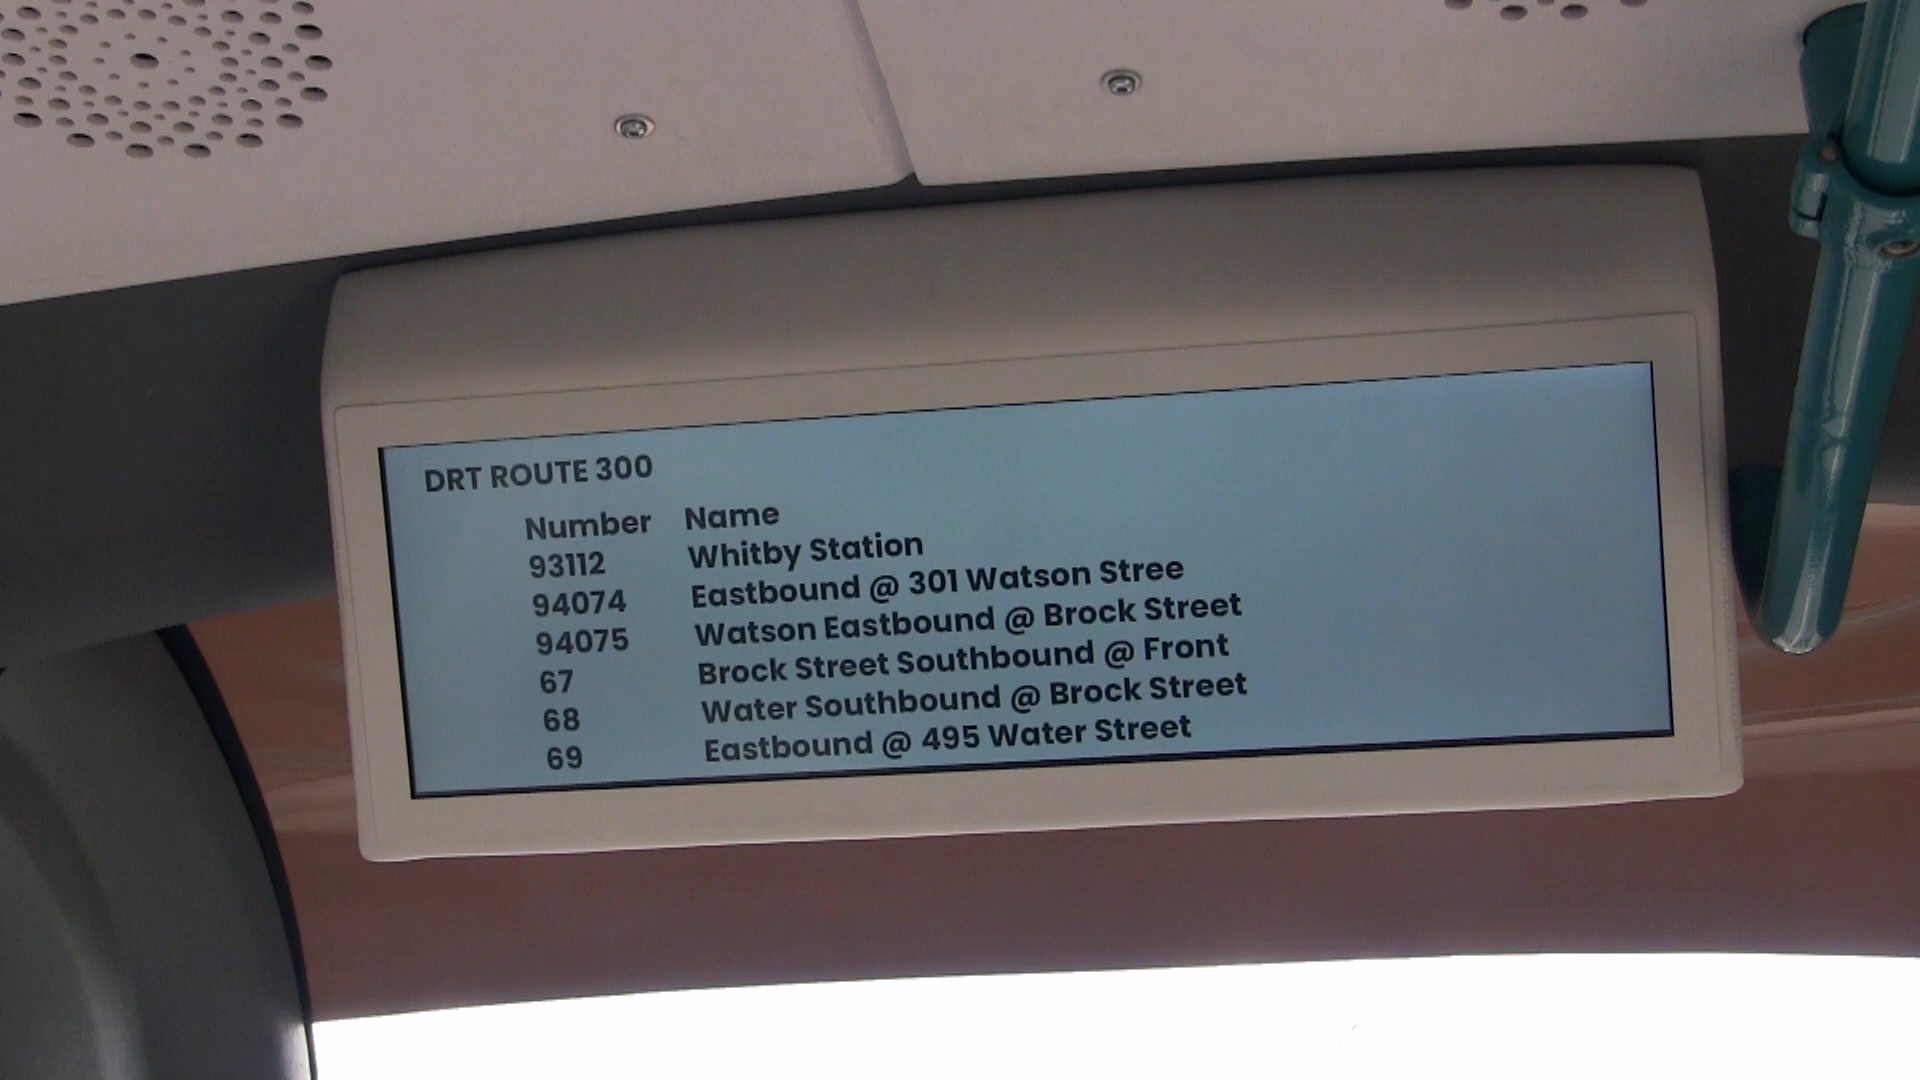 DRT ROUTE 300
Number Name
93112 Whitby Station
94074 Eastbound @ 301 Watson Stree
94075 Watson Eastbound @ Brock Street
67 Brock Street Southbound @ Front
68 Water Southbound @ Brock Street
69 Eastbound @ 495 Water Street